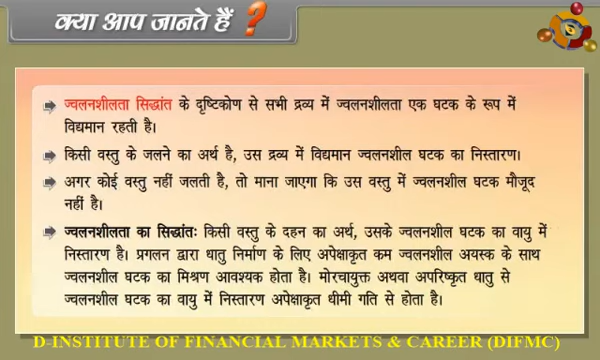 क्या आप जानते हैं ?
ज्वलनशीलता सिद्धांत के दृष्टिकोण से सभी द्रव्य में ज्वलनशीलता एक घटक के रूप में
विद्यमान रहती है।
किसी वस्तु के जलने का अर्थ है, उस द्रव्य में विद्यमान ज्वलनशील घटक का निस्तारण।
अगर कोई वस्तु नहीं जलती है, तो माना जाएगा कि उस वस्तु में ज्वलनशील घटक मौजूद
नहीं है।
ज्वलनशीलता का सिद्धांतः किसी वस्तु के दहन का अर्थ, उसके ज्वलनशील घटक का वायु में
निस्तारण है। प्रगलन द्वारा धातु निर्माण के लिए अपेक्षाकृत कम ज्वलनशील अयस्क के साथ
ज्वलनशील घटक का मिश्रण आवश्यक होता है। मोरचायुक्त अथवा अपरिष्कृत धातु से
ज्वलनशील घटक का वायु में निस्तारण अपेक्षाकृत धीमी गति से होता है।
D-INSTITUTE OF FINANCIAL MARKETS & CAREER (DIFMC)